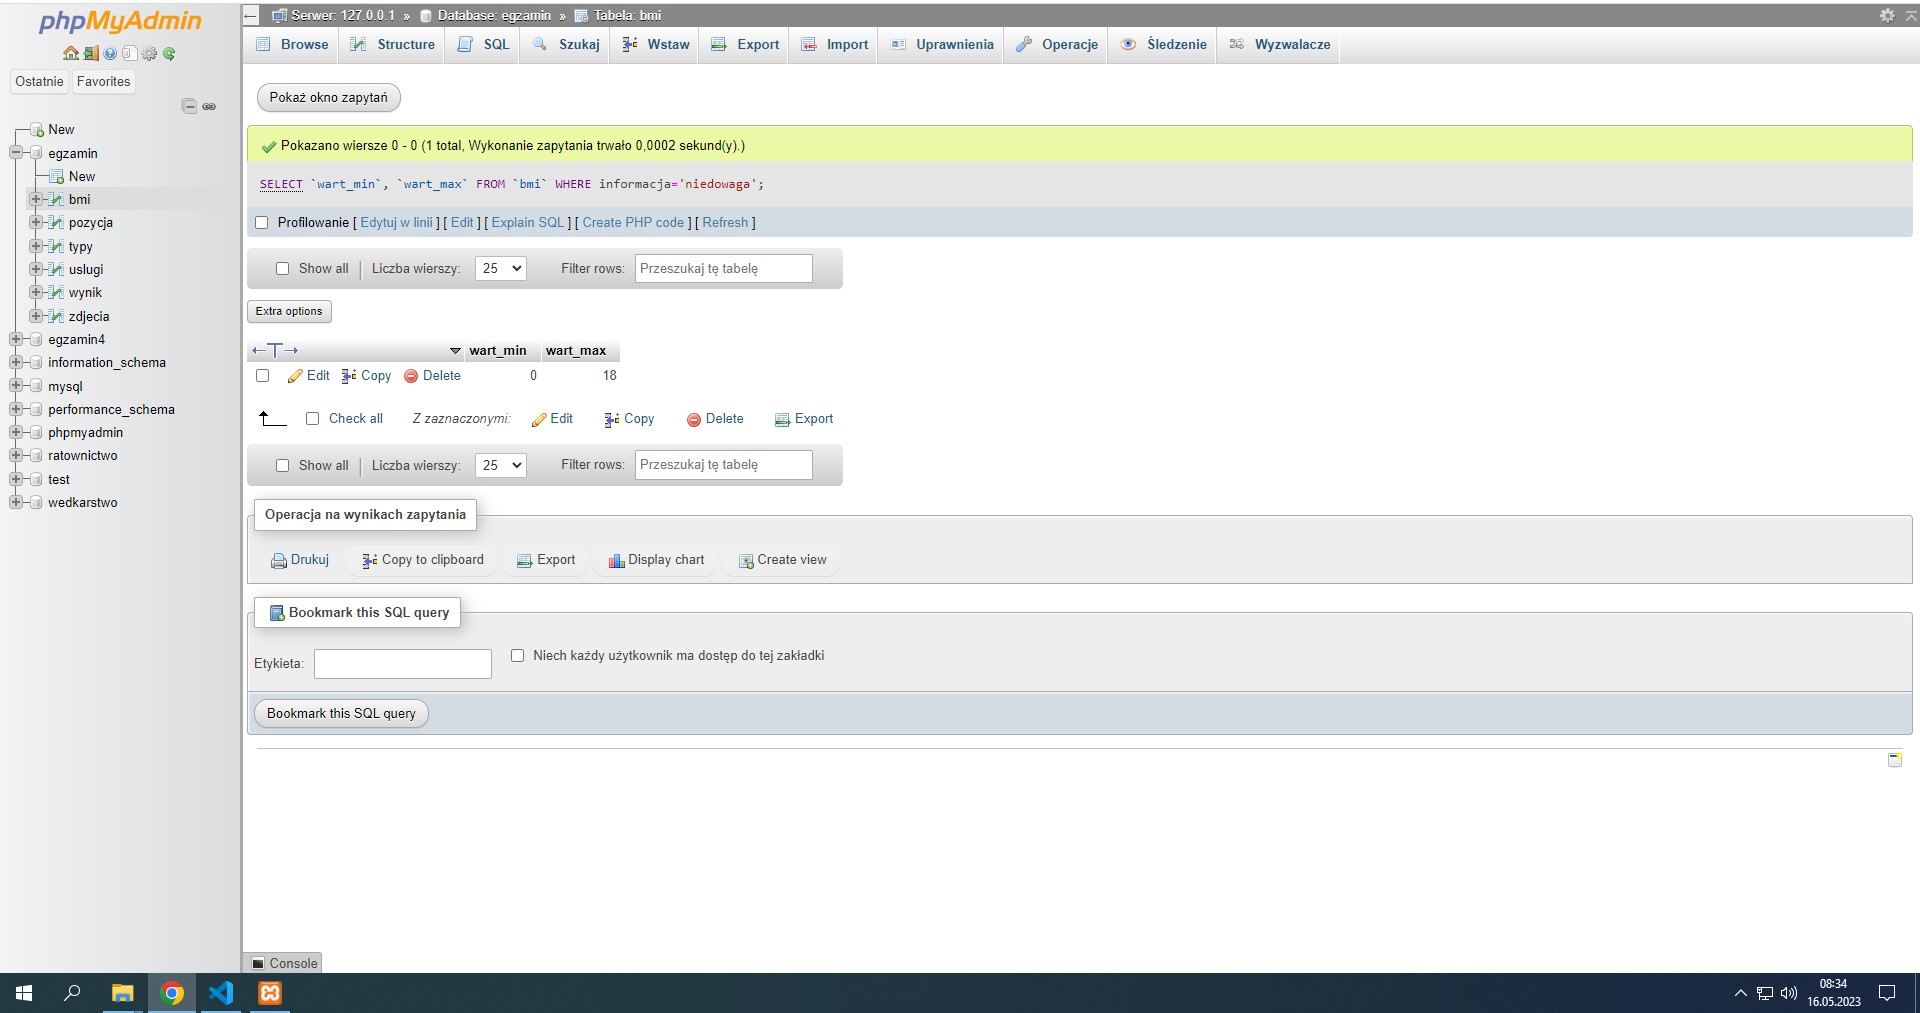 phpMyAdmin
Ostatnie Favorites
New
egzamin
New
bmi
pozycja
typy
uslugi
wynik
zdjecia
egzamin4
information_schema
mysql
performance_schema
phpmyadmin
ratownictwo
test
wedkarstwo
Serwer: 127.0.0.1 » Database: egzamin » Tabela: bmi
Browse Structure SQL Szukaj Wstaw Export Import Uprawnienia Operacje Śledzenie Wyzwalacze
Pokaż okno zapytań
Pokazano wiersze 0 - 0 (1 total, Wykonanie zapytania trwało 0,0002 sekund(y).)
SELECT `wart_min`, `wart_max` FROM `bmi` WHERE informacja='niedowaga';
Profilowanie [ Edytuj w linii ] [ Edit ] [ Explain SQL ] [ Create PHP code ] [ Refresh ]
Show all | Liczba wierszy: 25 Filter rows: Przeszukaj tę tabelę
Extra options
←T→ wart_min wart_max
Edit Copy Delete 0 18
Check all Z zaznaczonymi: Edit Copy Delete Export
Show all | Liczba wierszy: 25 Filter rows: Przeszukaj tę tabelę
Operacja na wynikach zapytania
Drukuj Copy to clipboard Export Display chart Create view
Bookmark this SQL query
Etykieta: Niech każdy użytkownik ma dostęp do tej zakładki
Bookmark this SQL query
Console
08:34
16.05.2023